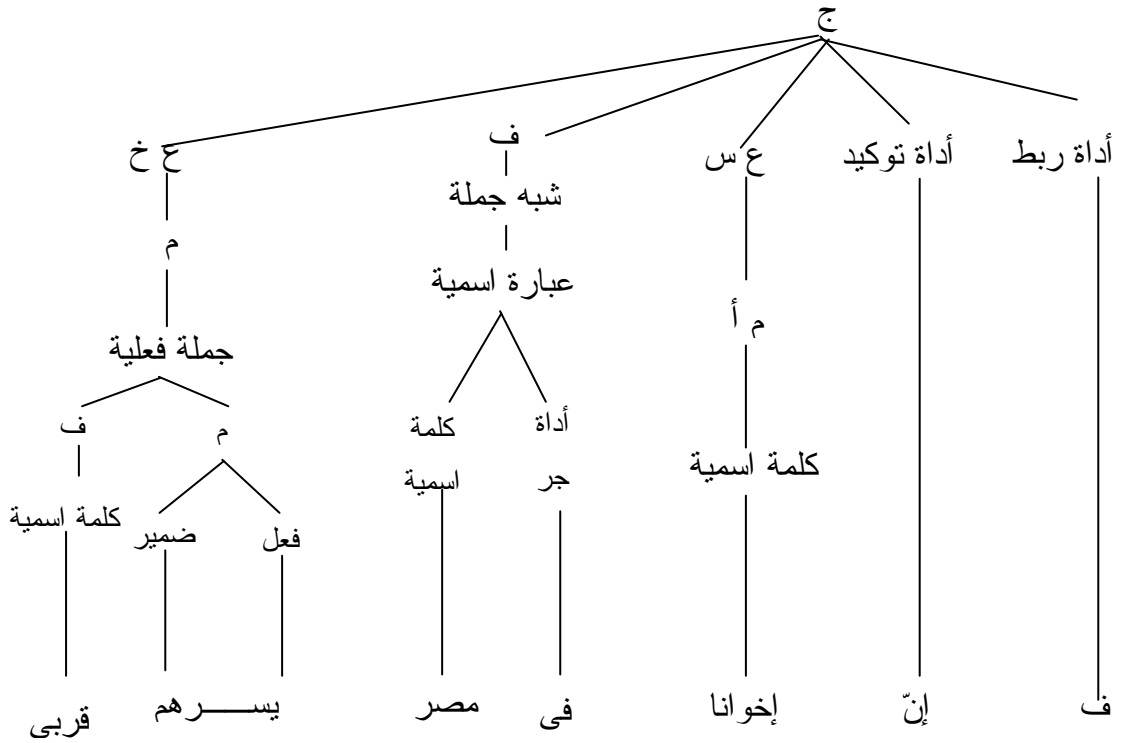 ج
أداة ربط
أداة توكيد
ع س
ف
ع خ
شبه جملة
م
عبارة اسمية
م أ
جملة فعلية
أداة
كلمة
م
ف
كلمة اسمية
جر
اسمية
فعل
ضمير
كلمة اسمية
ف
إنّ
إخوانا
فى
مصر
يســــرهم
قربى